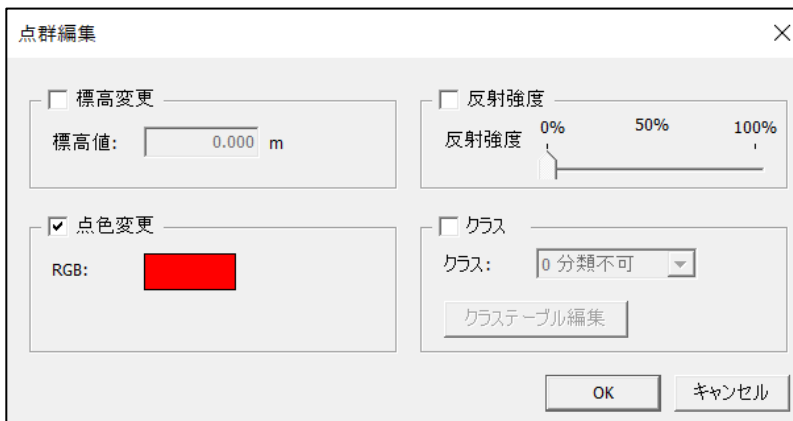 点群編集
標高変更
標高値: 0.000 m
反射強度
反射強度 0% 50% 100%
点色変更
RGB:
クラス
クラス: 0 分類不可
クラステーブル編集
OK キャンセル